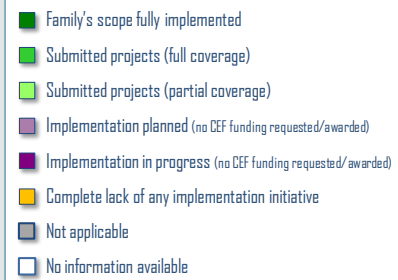 Family's scope fully implemented
Submitted projects (full coverage)
Submitted projects (partial coverage)
Implementation planned (no CEF funding requested/awarded)
Implementation in progress (no CEF funding requested/awarded)
Complete lack of any implementation initiative
Not applicable
No information available